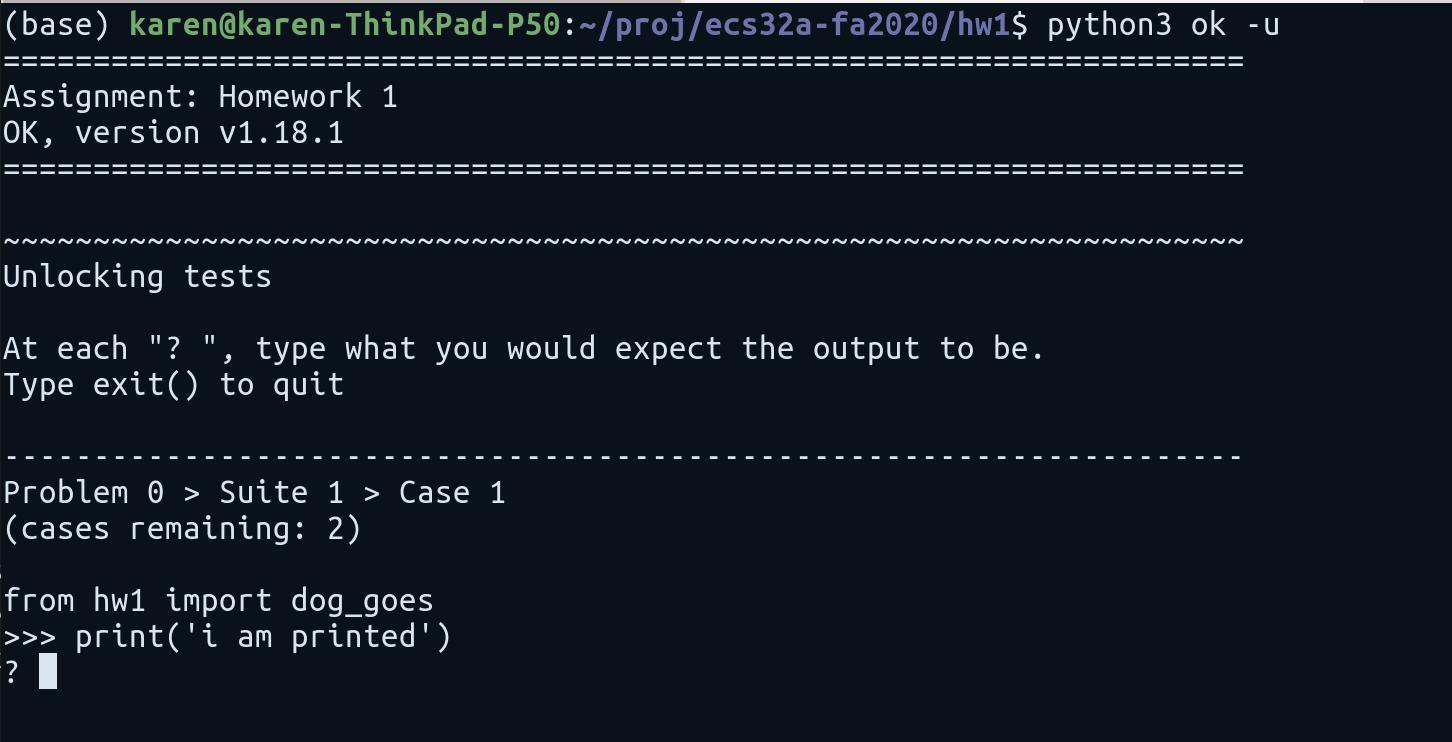 (base) karen@karen-ThinkPad-P50:~/proj/ecs32a-fa2020/hw1$ python3 ok -u
=====================================================================
Assignment: Homework 1
OK, version v1.18.1
=====================================================================
~~~~~~~~~~~~~~~~~~~~~~~~~~~~~~~~~~~~~~~~~~~~~~~~~~~~~~~~~~~~~~~~~~~~~
Unlocking tests
At each "? ", type what you would expect the output to be.
Type exit() to quit
---------------------------------------------------------------------
Problem 0 > Suite 1 > Case 1
(cases remaining: 2)
from hw1 import dog_goes
>>> print('i am printed')
?